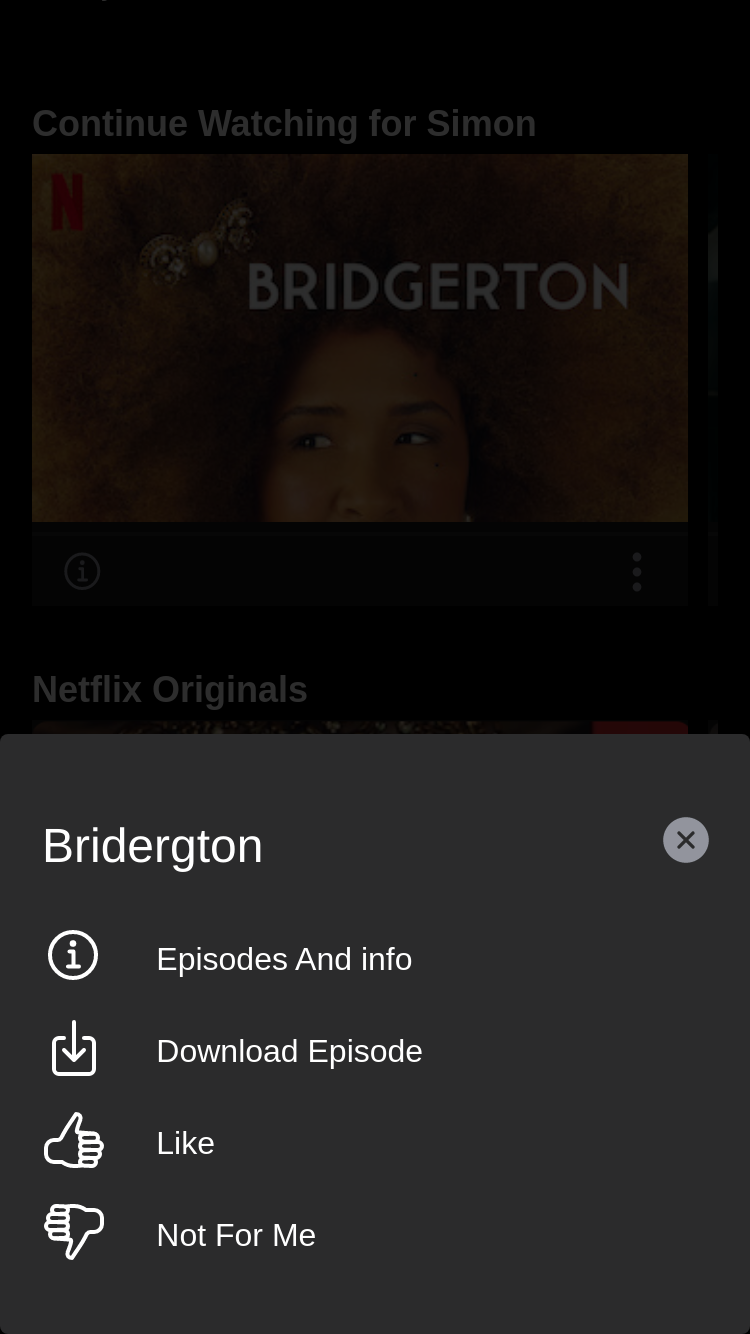 Continue Watching for Simon
N
BRIDGERTON
Netflix Originals
Bridergton
Episodes And info
Download Episode
Like
Not For Me